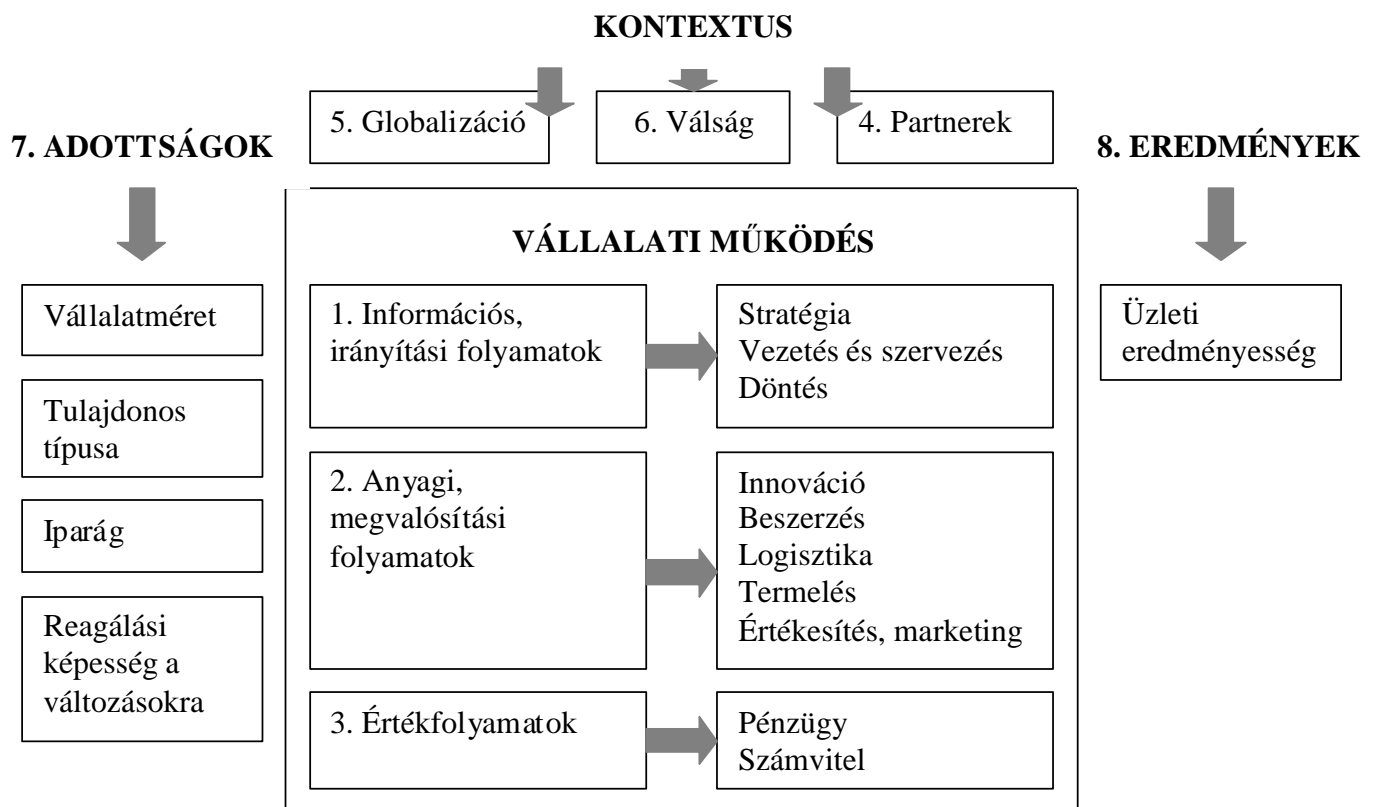 KONTEXTUS
5. Globalizáció
6. Válság
4. Partnerek
7. ADOTTSÁGOK
8. EREDMÉNYEK
VÁLLALATI MŰKÖDÉS
Vállalatméret
Tulajdonos
típusa
Iparág
Reagálási
képesség a
változásokra
1. Információs,
irányítási folyamatok
Stratégia
Vezetés és szervezés
Döntés
2. Anyagi,
megvalósítási
folyamatok
Innováció
Beszerzés
Logisztika
Termelés
Értékesítés, marketing
3. Értékfolyamatok
Pénzügy
Számvitel
Üzleti
eredményesség